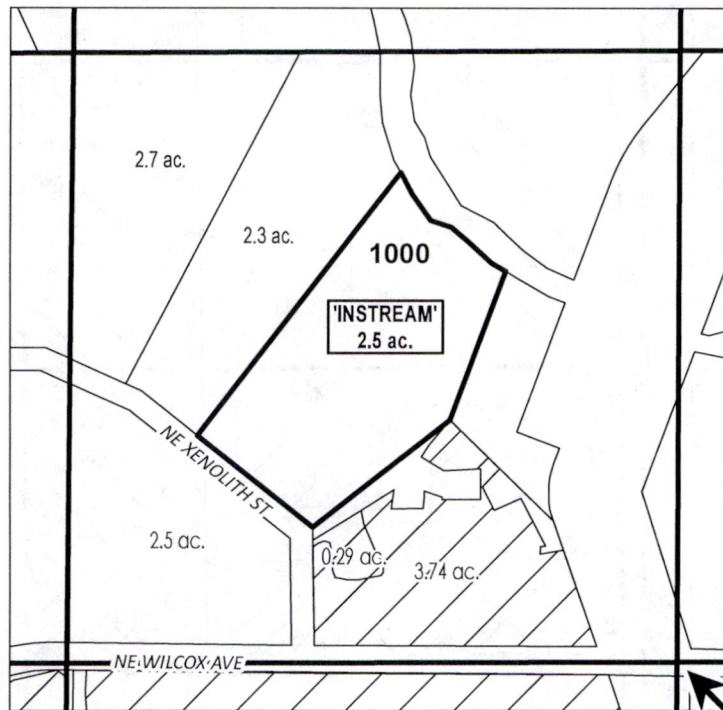 2.7 ac.
2.3 ac.
1000
'INSTREAM'
2.5 ac.
NE XENOLITH ST.
2.5 ac.
0.29 ac.
3.74 ac.
NE WILCOX AVE